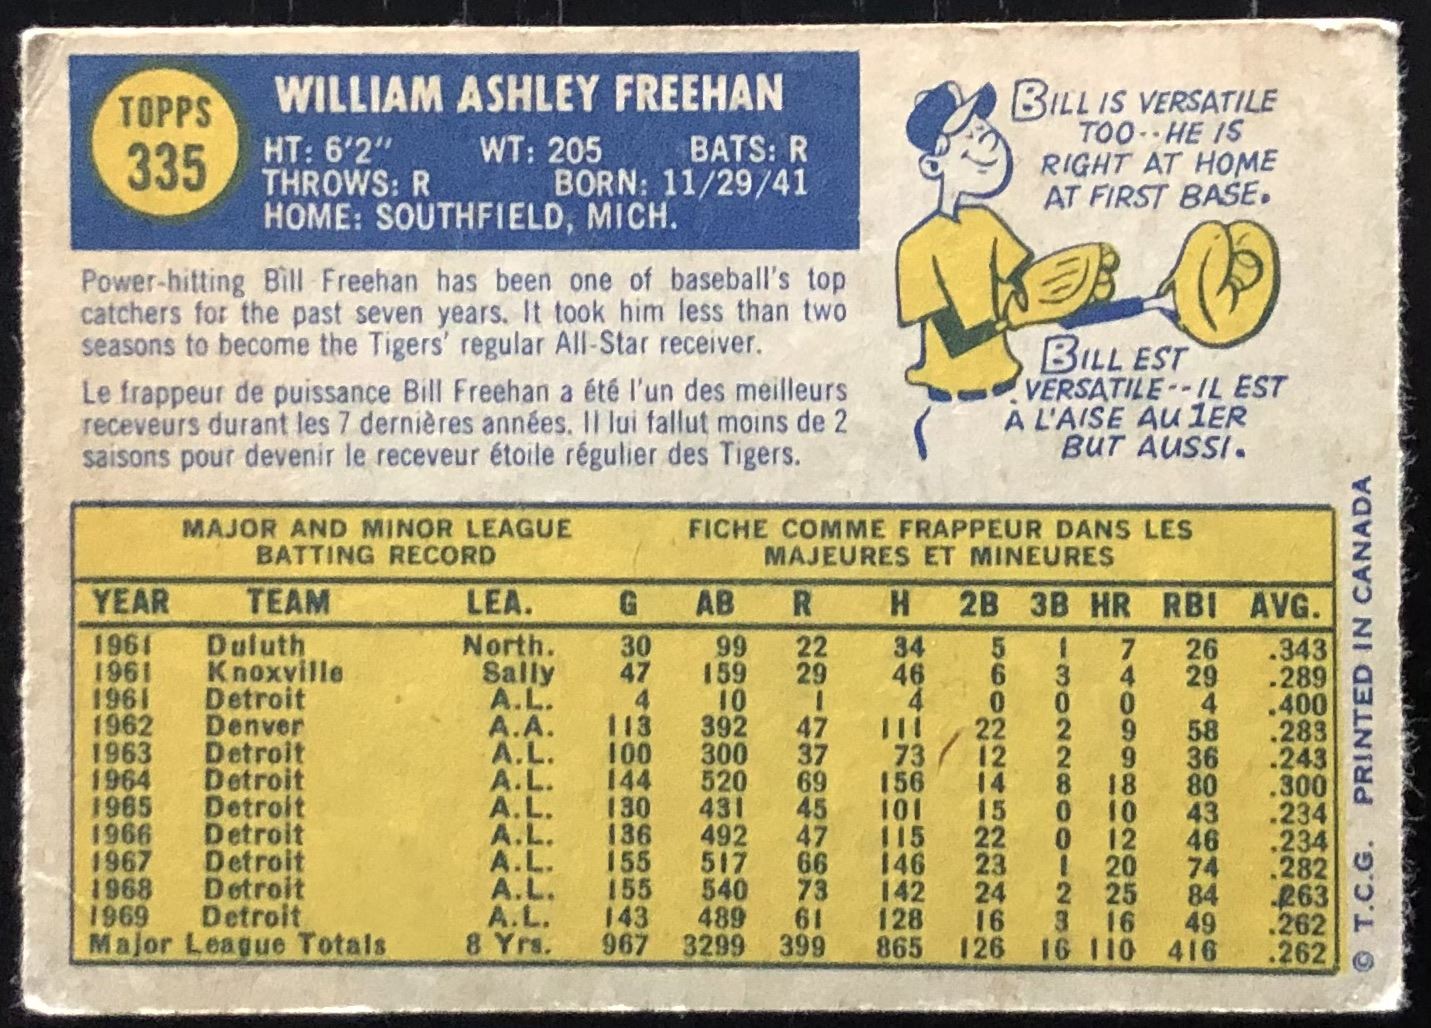 TOPPS
335
WILLIAM ASHLEY FREEHAN
HT: 6'2" WT: 205 BATS: R
THROWS: R BORN: 11/29/41
HOME: SOUTHFIELD, MICH.
Power-hitting Bill Freehan has been one of baseball's top
catchers for the past seven years. It took him less than two
seasons to become the Tigers' regular All-Star receiver.
Le frappeur de puissance Bill Freehan a été l'un des meilleurs
receveurs durant les 7 dernières années. Il lui fallut moins de 2
saisons pour devenir le receveur étoile régulier des Tigers.
BILL IS VERSATILE
TOO--HE IS
RIGHT AT HOME
AT FIRST BASE.
BILL EST
VERSATILE--IL EST
À L'AISE AU 1ER
BUT AUSSI.
MAJOR AND MINOR LEAGUE
BATTING RECORD
FICHE COMME FRAPPEUR DANS LES
MAJEURES ET MINEURES
YEAR TEAM LEA. G AB R H 2B 3B HR RBI AVG.
1961 Duluth North. 30 99 22 34 5 1 7 26 .343
1961 Knoxville Sally 47 159 29 46 6 3 4 29 .289
1961 Detroit A.L. 4 10 1 4 0 0 0 4 .400
1962 Denver A.A. 113 392 47 111 22 2 9 58 .283
1963 Detroit A.L. 100 300 37 73 12 2 9 36 .243
1964 Detroit A.L. 144 520 69 156 14 8 18 80 .300
1965 Detroit A.L. 130 431 45 101 15 0 10 43 .234
1966 Detroit A.L. 136 492 47 115 22 0 12 46 .234
1967 Detroit A.L. 155 517 66 146 23 1 20 74 .282
1968 Detroit A.L. 155 540 73 142 24 2 25 84 .263
1969 Detroit A.L. 143 489 61 128 16 3 16 49 .262
Major League Totals 8 Yrs. 967 3299 399 865 126 16 110 416 .262
© T.C.G. PRINTED IN CANADA